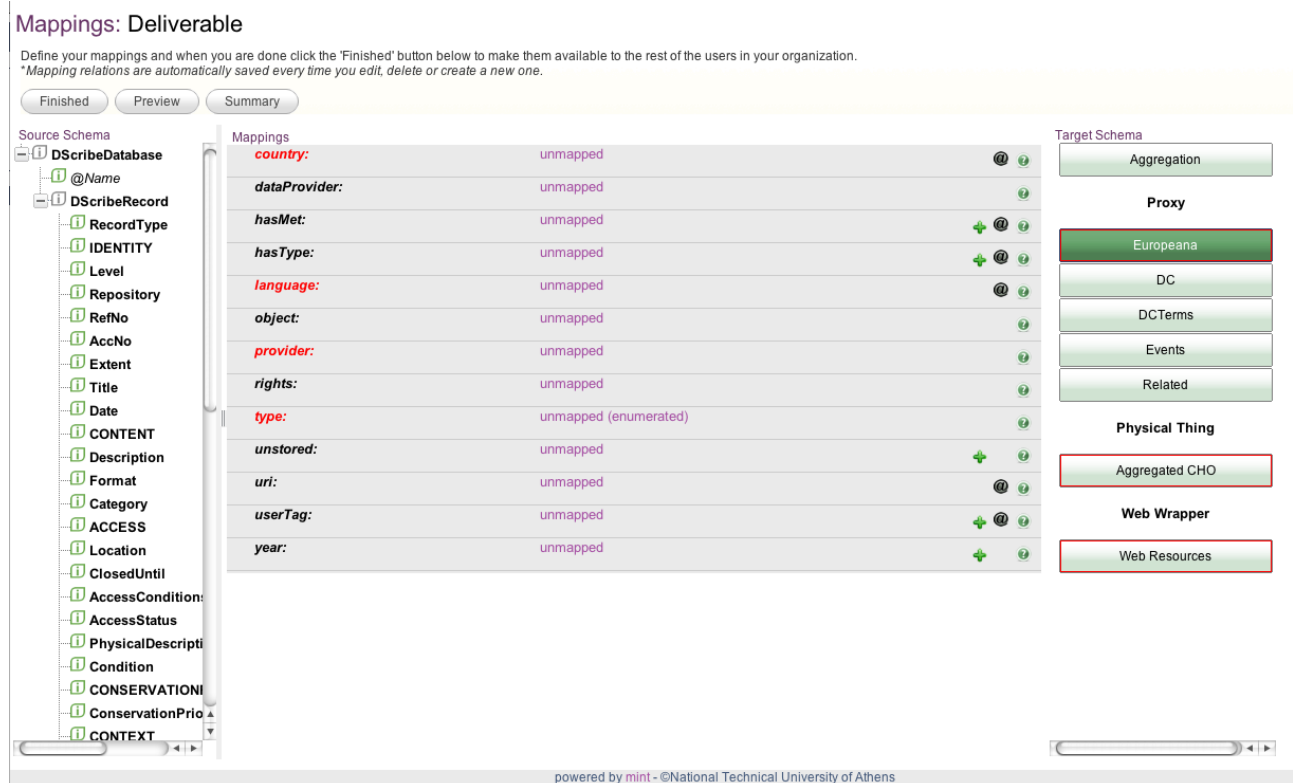 Mappings: Deliverable
Define your mappings and when you are done click the 'Finished' button below to make them available to the rest of the users in your organization.
*Mapping relations are automatically saved every time you edit, delete or create a new one.
Finished Preview Summary
Source Schema
DScribeDatabase
@Name
DScribeRecord
RecordType
IDENTITY
Level
Repository
RefNo
AccNo
Extent
Title
Date
CONTENT
Description
Format
Category
ACCESS
Location
ClosedUntil
AccessConditions
AccessStatus
PhysicalDescripti
Condition
CONSERVATION
ConservationPrio
CONTEXT
Mappings
country: unmapped @ ?
dataProvider: unmapped ?
hasMet: unmapped @ ?
hasType: unmapped @ ?
language: unmapped @ ?
object: unmapped ?
provider: unmapped ?
rights: unmapped ?
type: unmapped (enumerated) ?
unstored: unmapped ?
uri: unmapped @ ?
userTag: unmapped @ ?
year: unmapped ?
Target Schema
Aggregation
Proxy
Europeana
DC
DCTerms
Events
Related
Physical Thing
Aggregated CHO
Web Wrapper
Web Resources
powered by mint - ©National Technical University of Athens